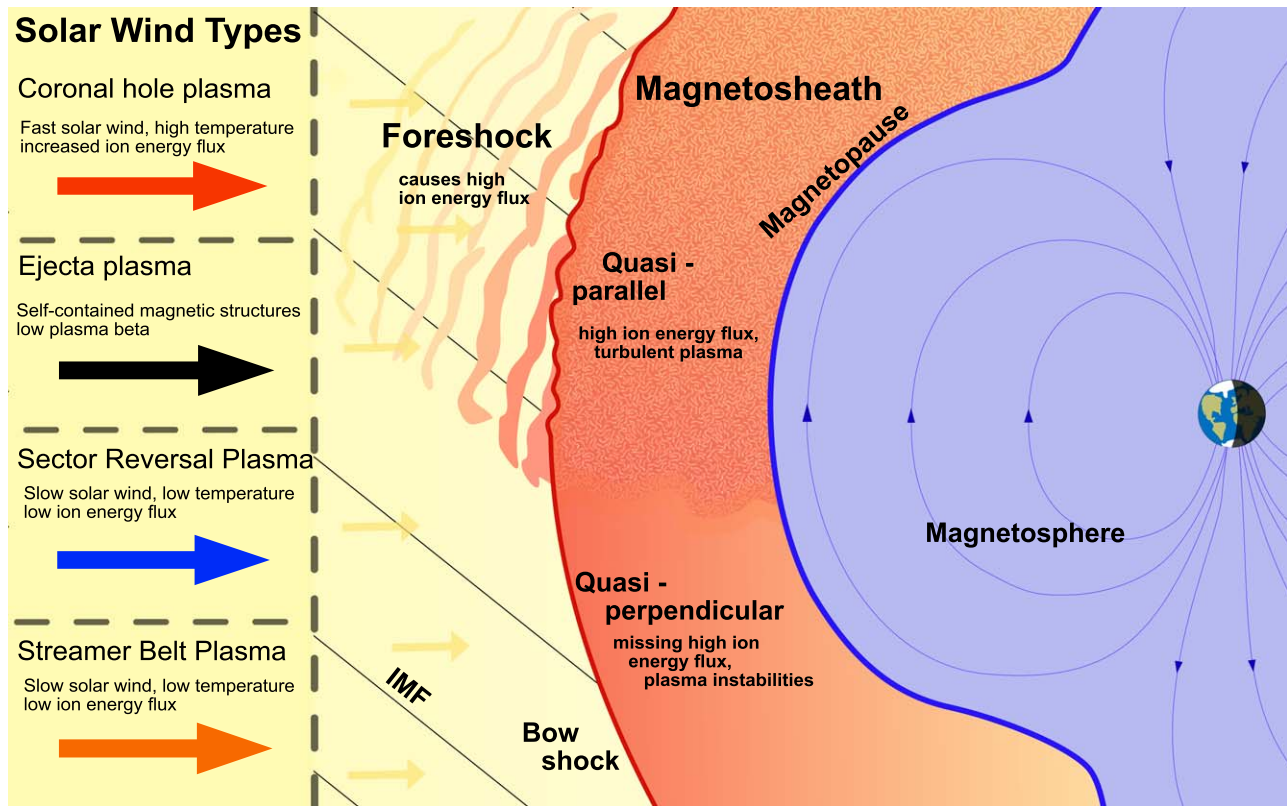 Solar Wind Types
Coronal hole plasma
Fast solar wind, high temperature
increased ion energy flux
Ejecta plasma
Self-contained magnetic structures
low plasma beta
Sector Reversal Plasma
Slow solar wind, low temperature
low ion energy flux
Streamer Belt Plasma
Slow solar wind, low temperature
low ion energy flux
Foreshock
causes high
ion energy flux
IMF
Bow
shock
Magnetosheath
Magnetopause
Quasi -
parallel
high ion energy flux,
turbulent plasma
Quasi -
perpendicular
missing high ion
energy flux,
plasma instabilities
Magnetosphere